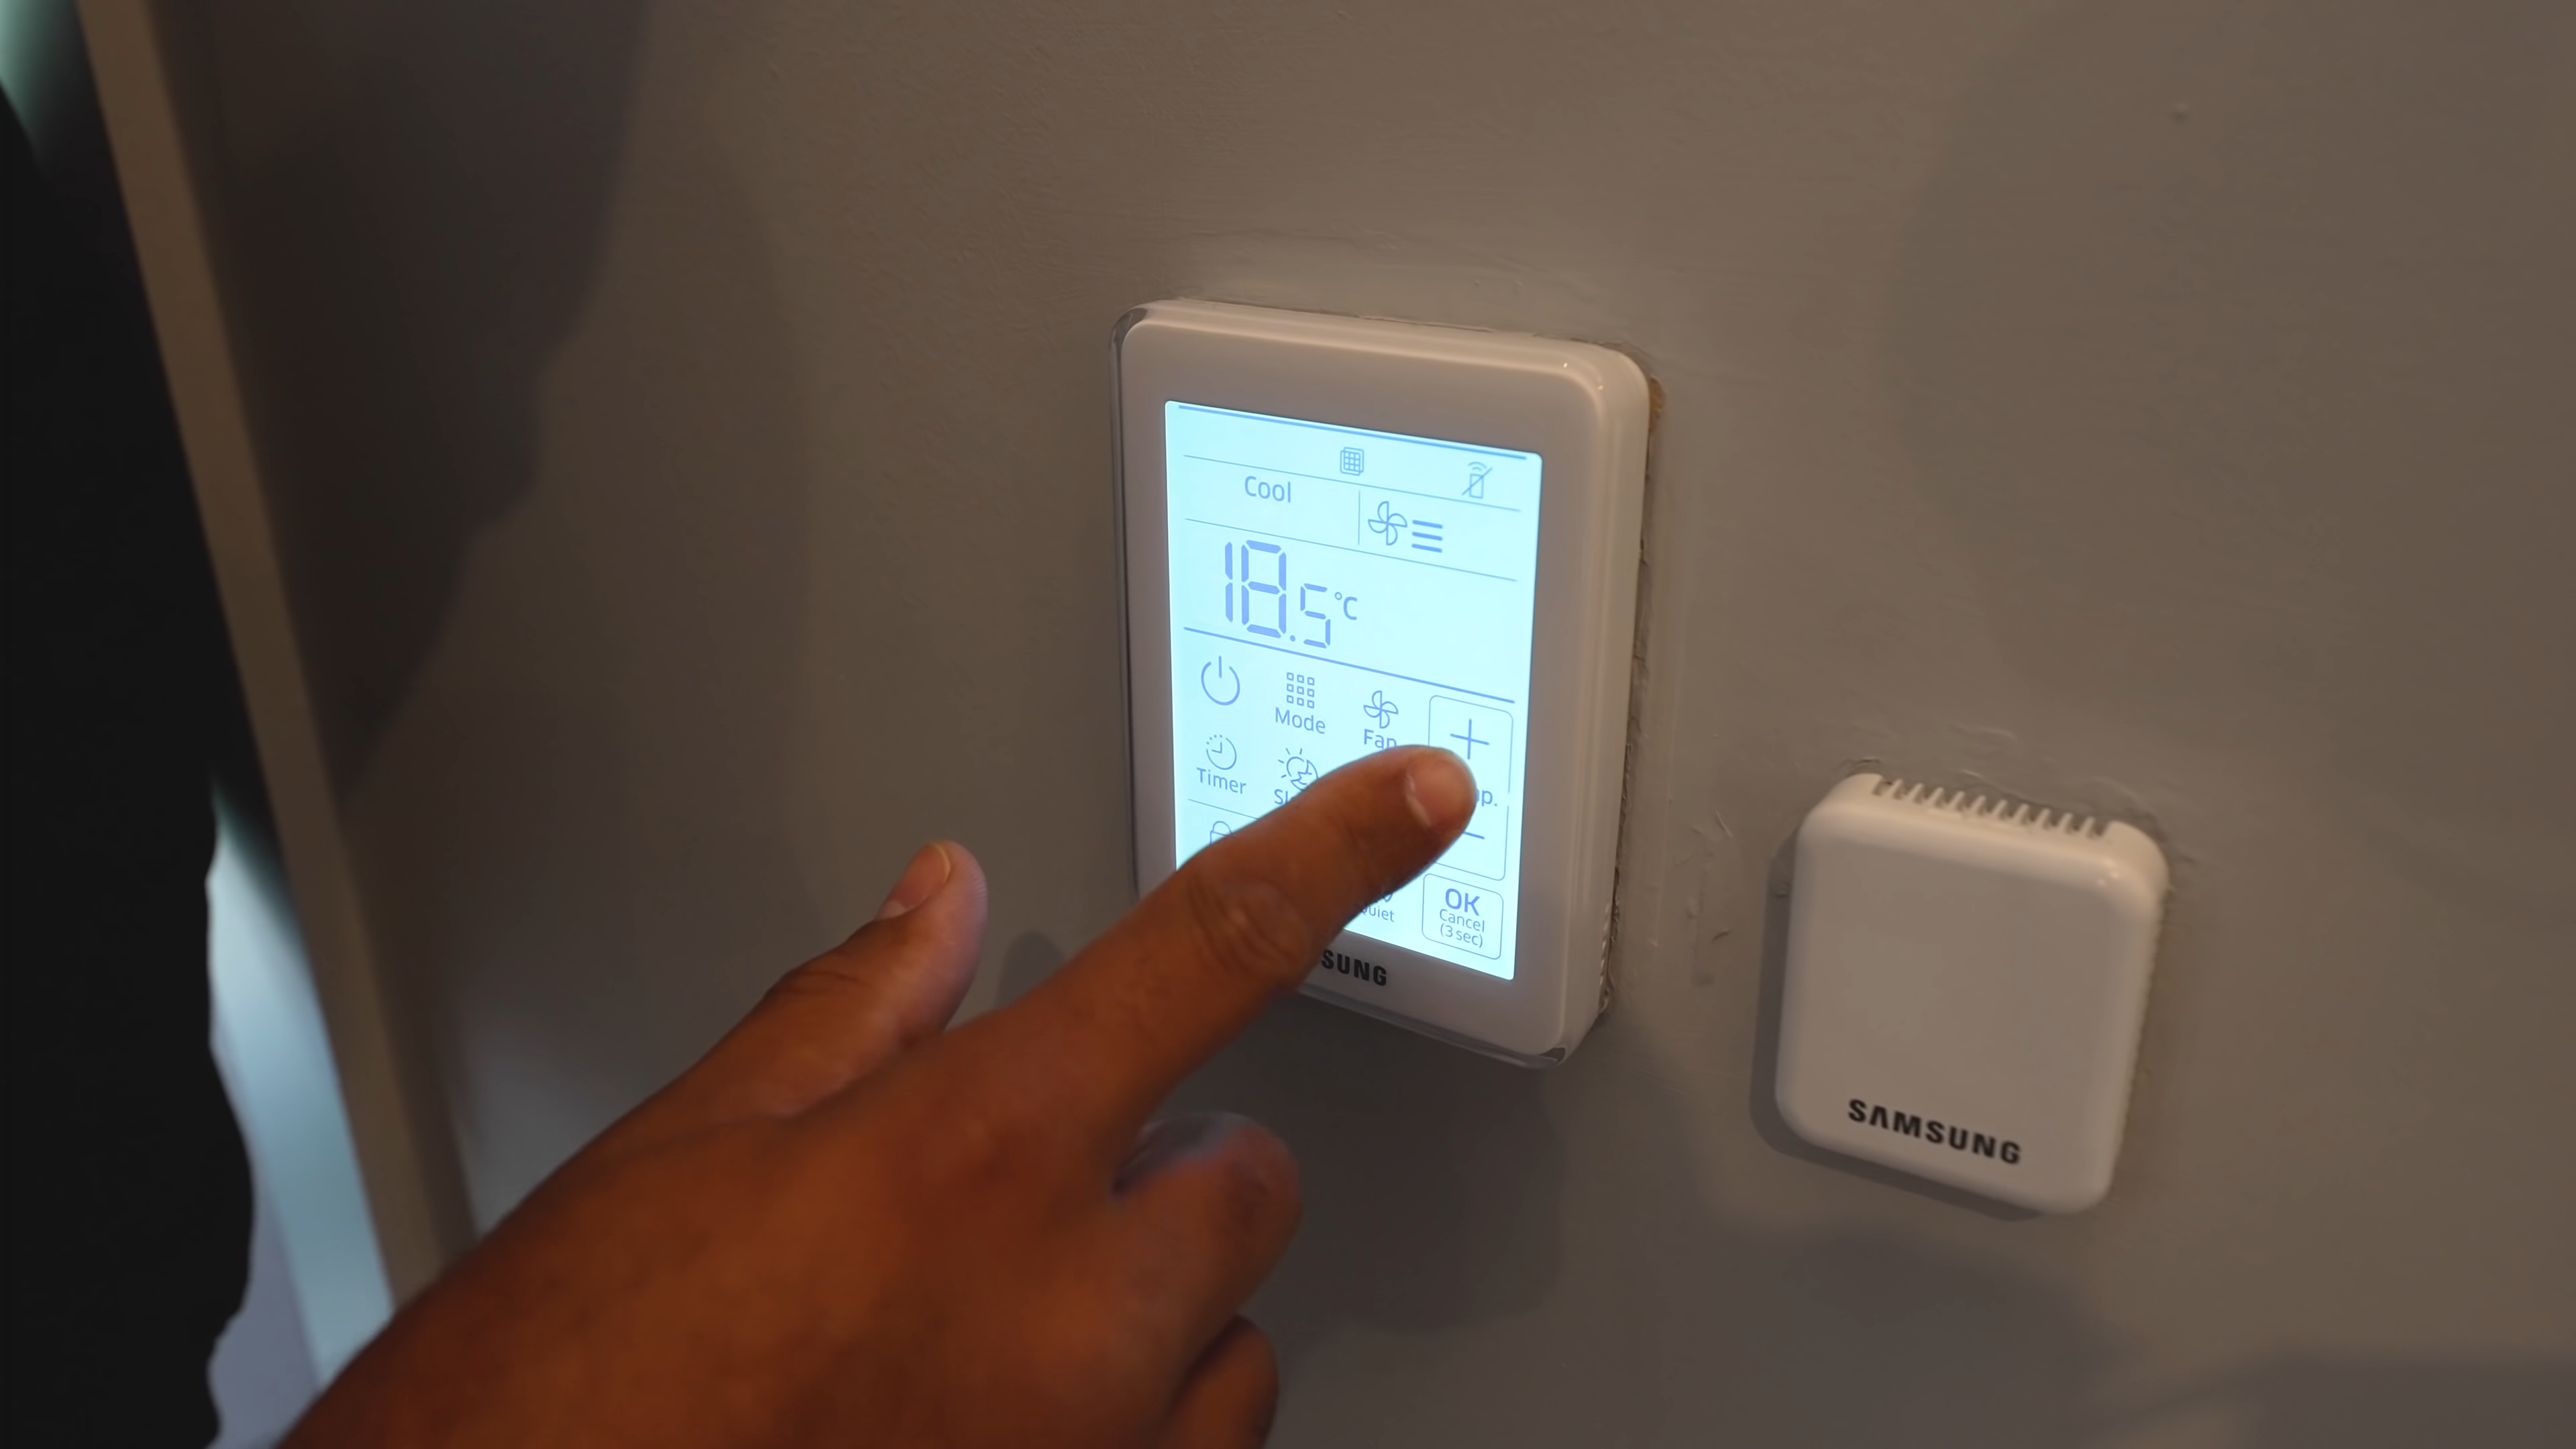 Cool
18.5°C
Mode
Fan
Timer
OK
Cancel
(3 sec)
SAMSUNG